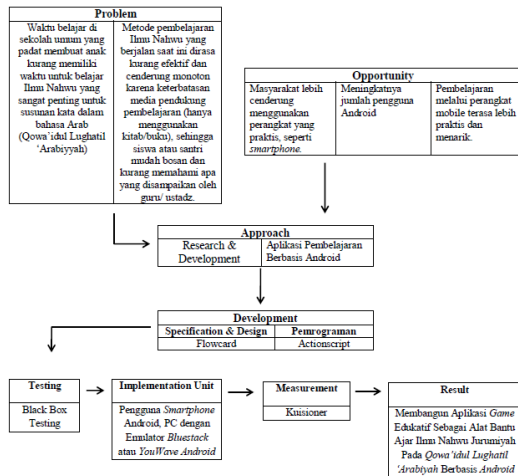 Problem
Waktu belajar di
sekolah umum yang
padat membuat anak
kurang memiliki
waktu untuk belajar
Ilmu Nahwu yang
sangat penting untuk
susunan kata dalam
bahasa Arab
(Qowa'idul Lughatil
'Arabiyyah)
Metode pembelajaran
Ilmu Nahwu yang
berjalan saat ini dirasa
kurang efektif dan
cenderung monoton
karena keterbatasan
media pendukung
pembelajaran (hanya
menggunakan
kitab/buku), sehingga
siswa atau santri
mudah bosan dan
kurang memahami apa
yang disampaikan oleh
guru/ ustadz.
Opportunity
Masyarakat lebih
cenderung
menggunakan
perangkat yang
praktis, seperti
smartphone.
Meningkatnya
jumlah pengguna
Android
Pembelajaran
melalui perangkat
mobile terasa lebih
praktis dan
menarik.
Approach
Research &
Development
Aplikasi Pembelajaran
Berbasis Android
Development
Specification & Design
Pemrograman
Flowcard
Actionscript
Testing
Black Box
Testing
Implementation Unit
Pengguna Smartphone
Android, PC dengan
Emulator Bluestack
atau YouWave Android
Measurement
Kuisioner
Result
Membangun Aplikasi Game
Edukatif Sebagai Alat Bantu
Ajar Ilmu Nahwu Jurumiyah
Pada Qowa'idul Lughatil
'Arabiyah Berbasis Android